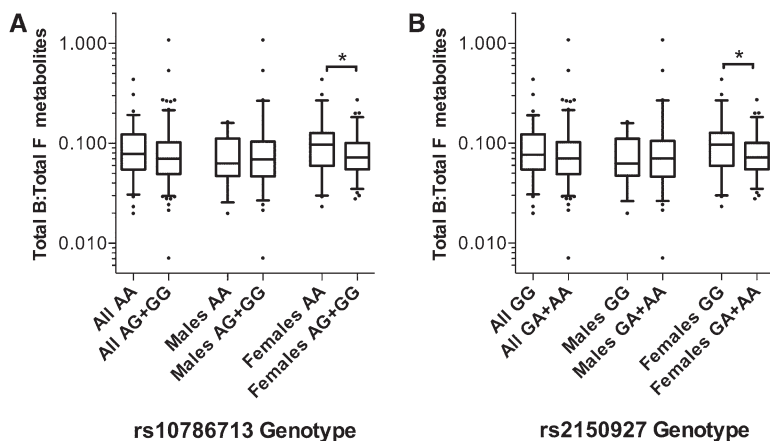 A
Total B:Total F metabolites
1.000
0.100
0.010
*
All AA
All AG+GG
Males AA
Males AG+GG
Females AA
Females AG+GG
rs10786713 Genotype
B
Total B:Total F metabolites
1.000
0.100
0.010
*
All GG
All GA+AA
Males GG
Males GA+AA
Females GG
Females GA+AA
rs2150927 Genotype